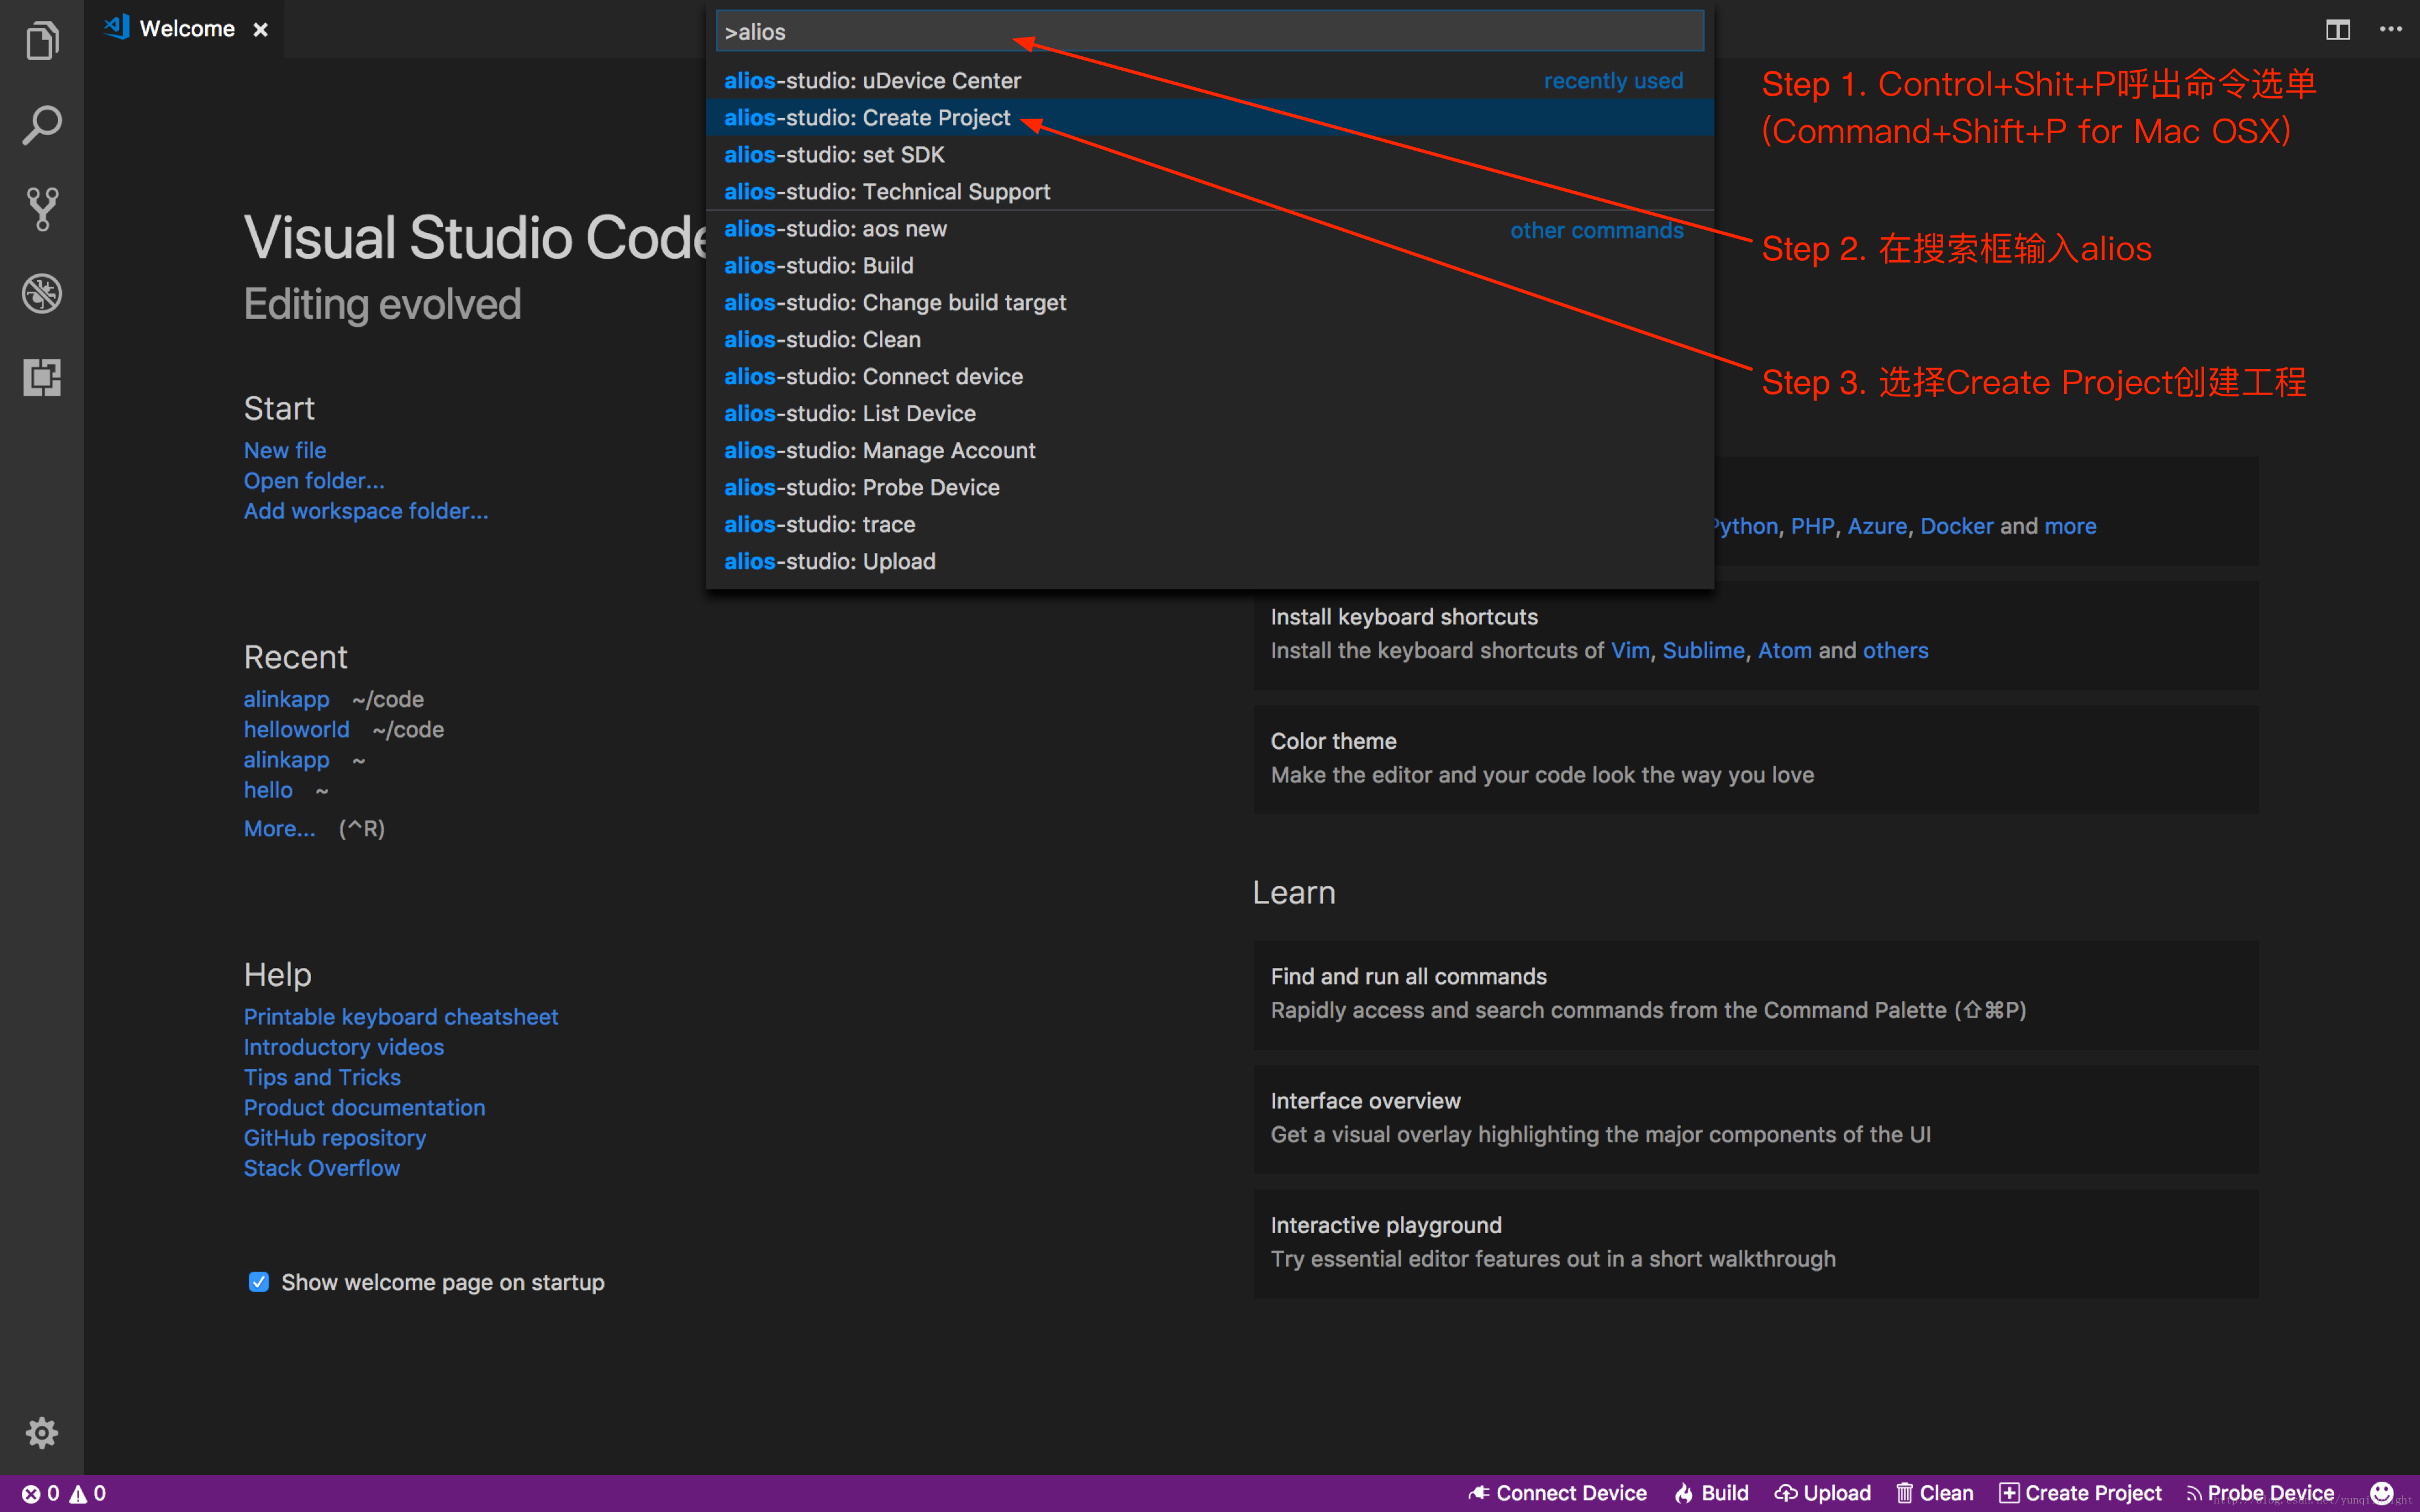 Welcome
>alios
alios-studio: uDevice Center
recently used
alios-studio: Create Project
alios-studio: set SDK
alios-studio: Technical Support
alios-studio: aos new
other commands
alios-studio: Build
alios-studio: Change build target
alios-studio: Clean
alios-studio: Connect device
alios-studio: List Device
alios-studio: Manage Account
alios-studio: Probe Device
alios-studio: trace
alios-studio: Upload
Step 1. Control+Shit+P呼出命令选单
(Command+Shift+P for Mac OSX)
Step 2. 在搜索框输入alios
Step 3. 选择Create Project创建工程
Visual Studio Code
Editing evolved
Start
New file
Open folder...
Add workspace folder...
Recent
alinkapp ~/code
helloworld ~/code
alinkapp ~
hello ~
More... (^R)
Help
Printable keyboard cheatsheet
Introductory videos
Tips and Tricks
Product documentation
GitHub repository
Stack Overflow
Show welcome page on startup
Python, PHP, Azure, Docker and more
Install keyboard shortcuts
Install the keyboard shortcuts of Vim, Sublime, Atom and others
Color theme
Make the editor and your code look the way you love
Learn
Find and run all commands
Rapidly access and search commands from the Command Palette (⇧⌘P)
Interface overview
Get a visual overlay highlighting the major components of the UI
Interactive playground
Try essential editor features out in a short walkthrough
0 0
Connect Device Build Upload Clean Create Project Probe Device